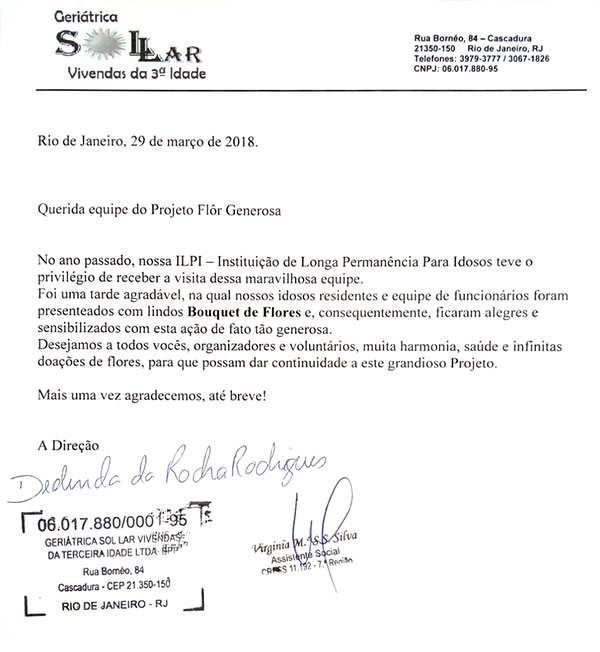 Geriátrica
SOL LAR
Vivendas da 3ª Idade
Rua Bornéo, 84 – Cascadura
21350-150 Rio de Janeiro, RJ
Telefones: 3979-3777 / 3067-1826
CNPJ: 06.017.880-95
Rio de Janeiro, 29 de março de 2018.
Querida equipe do Projeto Flôr Generosa
No ano passado, nossa ILPI – Instituição de Longa Permanência Para Idosos teve o
privilégio de receber a visita dessa maravilhosa equipe.
Foi uma tarde agradável, na qual nossos idosos residentes e equipe de funcionários foram
presenteados com lindos Bouquet de Flores e, consequentemente, ficaram alegres e
sensibilizados com esta ação de fato tão generosa.
Desejamos a todos vocês, organizadores e voluntários, muita harmonia, saúde e infinitas
doações de flores, para que possam dar continuidade a este grandioso Projeto.
Mais uma vez agradecemos, até breve!
A Direção
da Rocha Rodrigues
06.017.880/0001-95
GERIÁTRICA SOL LAR VIVENDAS
DA TERCEIRA IDADE LTDA
Rua Bornéo, 84
Cascadura - CEP 21.350-150
RIO DE JANEIRO - RJ
Virginia M.ª S.S. Silva
Assistente Social
CRESS 11.192 - 7.ª Região